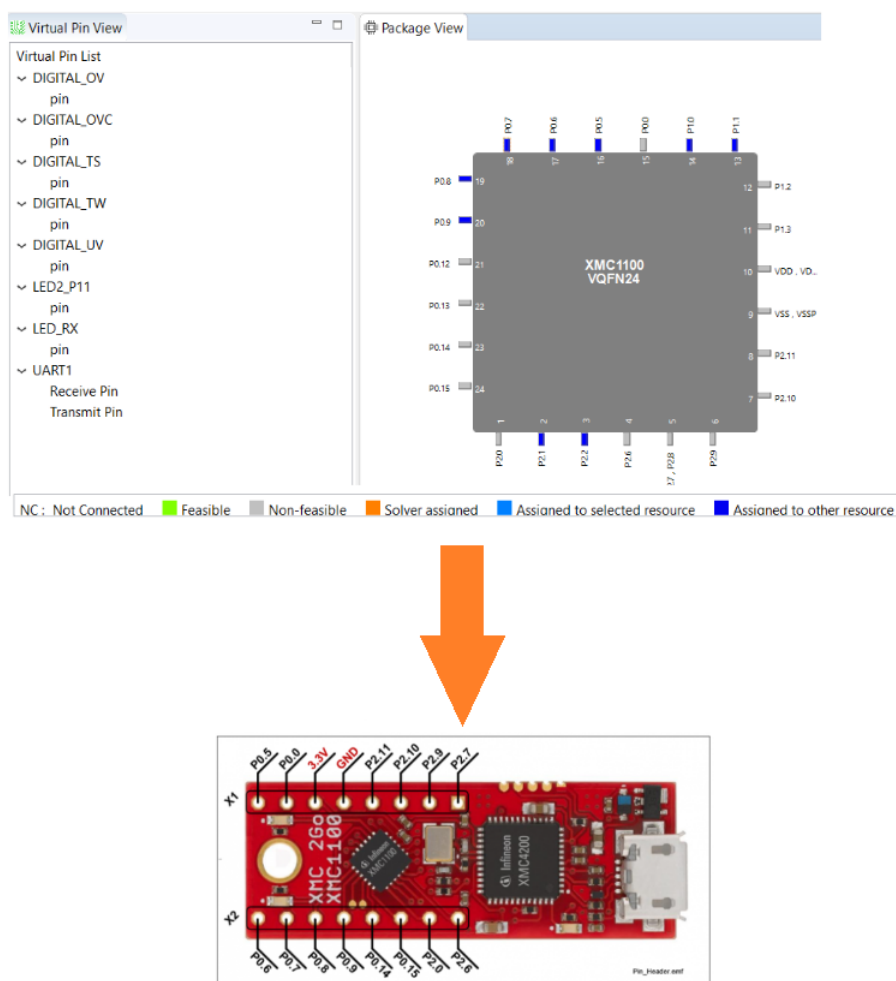 Virtual Pin View
Package View
Virtual Pin List
DIGITAL_OV
pin
DIGITAL_OVC
pin
DIGITAL_TS
pin
DIGITAL_TW
pin
DIGITAL_UV
pin
LED2_P11
pin
LED_RX
pin
UART1
Receive Pin
Transmit Pin
P0.7 P0.6 P0.5 P0.0 P1.0 P1.1
18 17 16 15 14 13
P0.8 19
P0.9 20
P0.12 21
P0.13 22
P0.14 23
P0.15 24
XMC1100
VQFN24
12 P1.2
11 P1.3
10 VDD , VD...
9 VSS , VSSP
8 P2.11
7 P2.10
1 2 3 4 5 6
P2.0 P2.1 P2.2 P2.6 27 , P2.8 P2.9
NC : Not Connected Feasible Non-feasible Solver assigned Assigned to selected resource Assigned to other resource
P0.5 P0.0 3.3V GND P2.11 P2.10 P2.9 P2.7
X1
XMC 2Go
XMC1100
Infineon
XMC1100
Infineon
XMC4200
X2
P0.6 P0.7 P0.8 P0.9 P0.14 P0.15 P2.0 P2.6
Pin_Header.emf